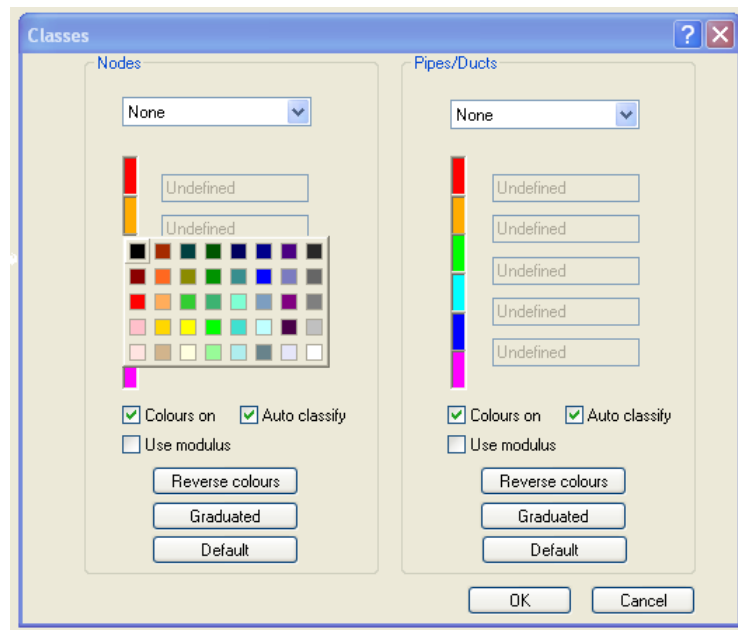 Classes
Nodes
None
Undefined
Undefined
Colours on
Auto classify
Use modulus
Reverse colours
Graduated
Default
Pipes/Ducts
None
Undefined
Undefined
Undefined
Undefined
Undefined
Colours on
Auto classify
Use modulus
Reverse colours
Graduated
Default
OK
Cancel